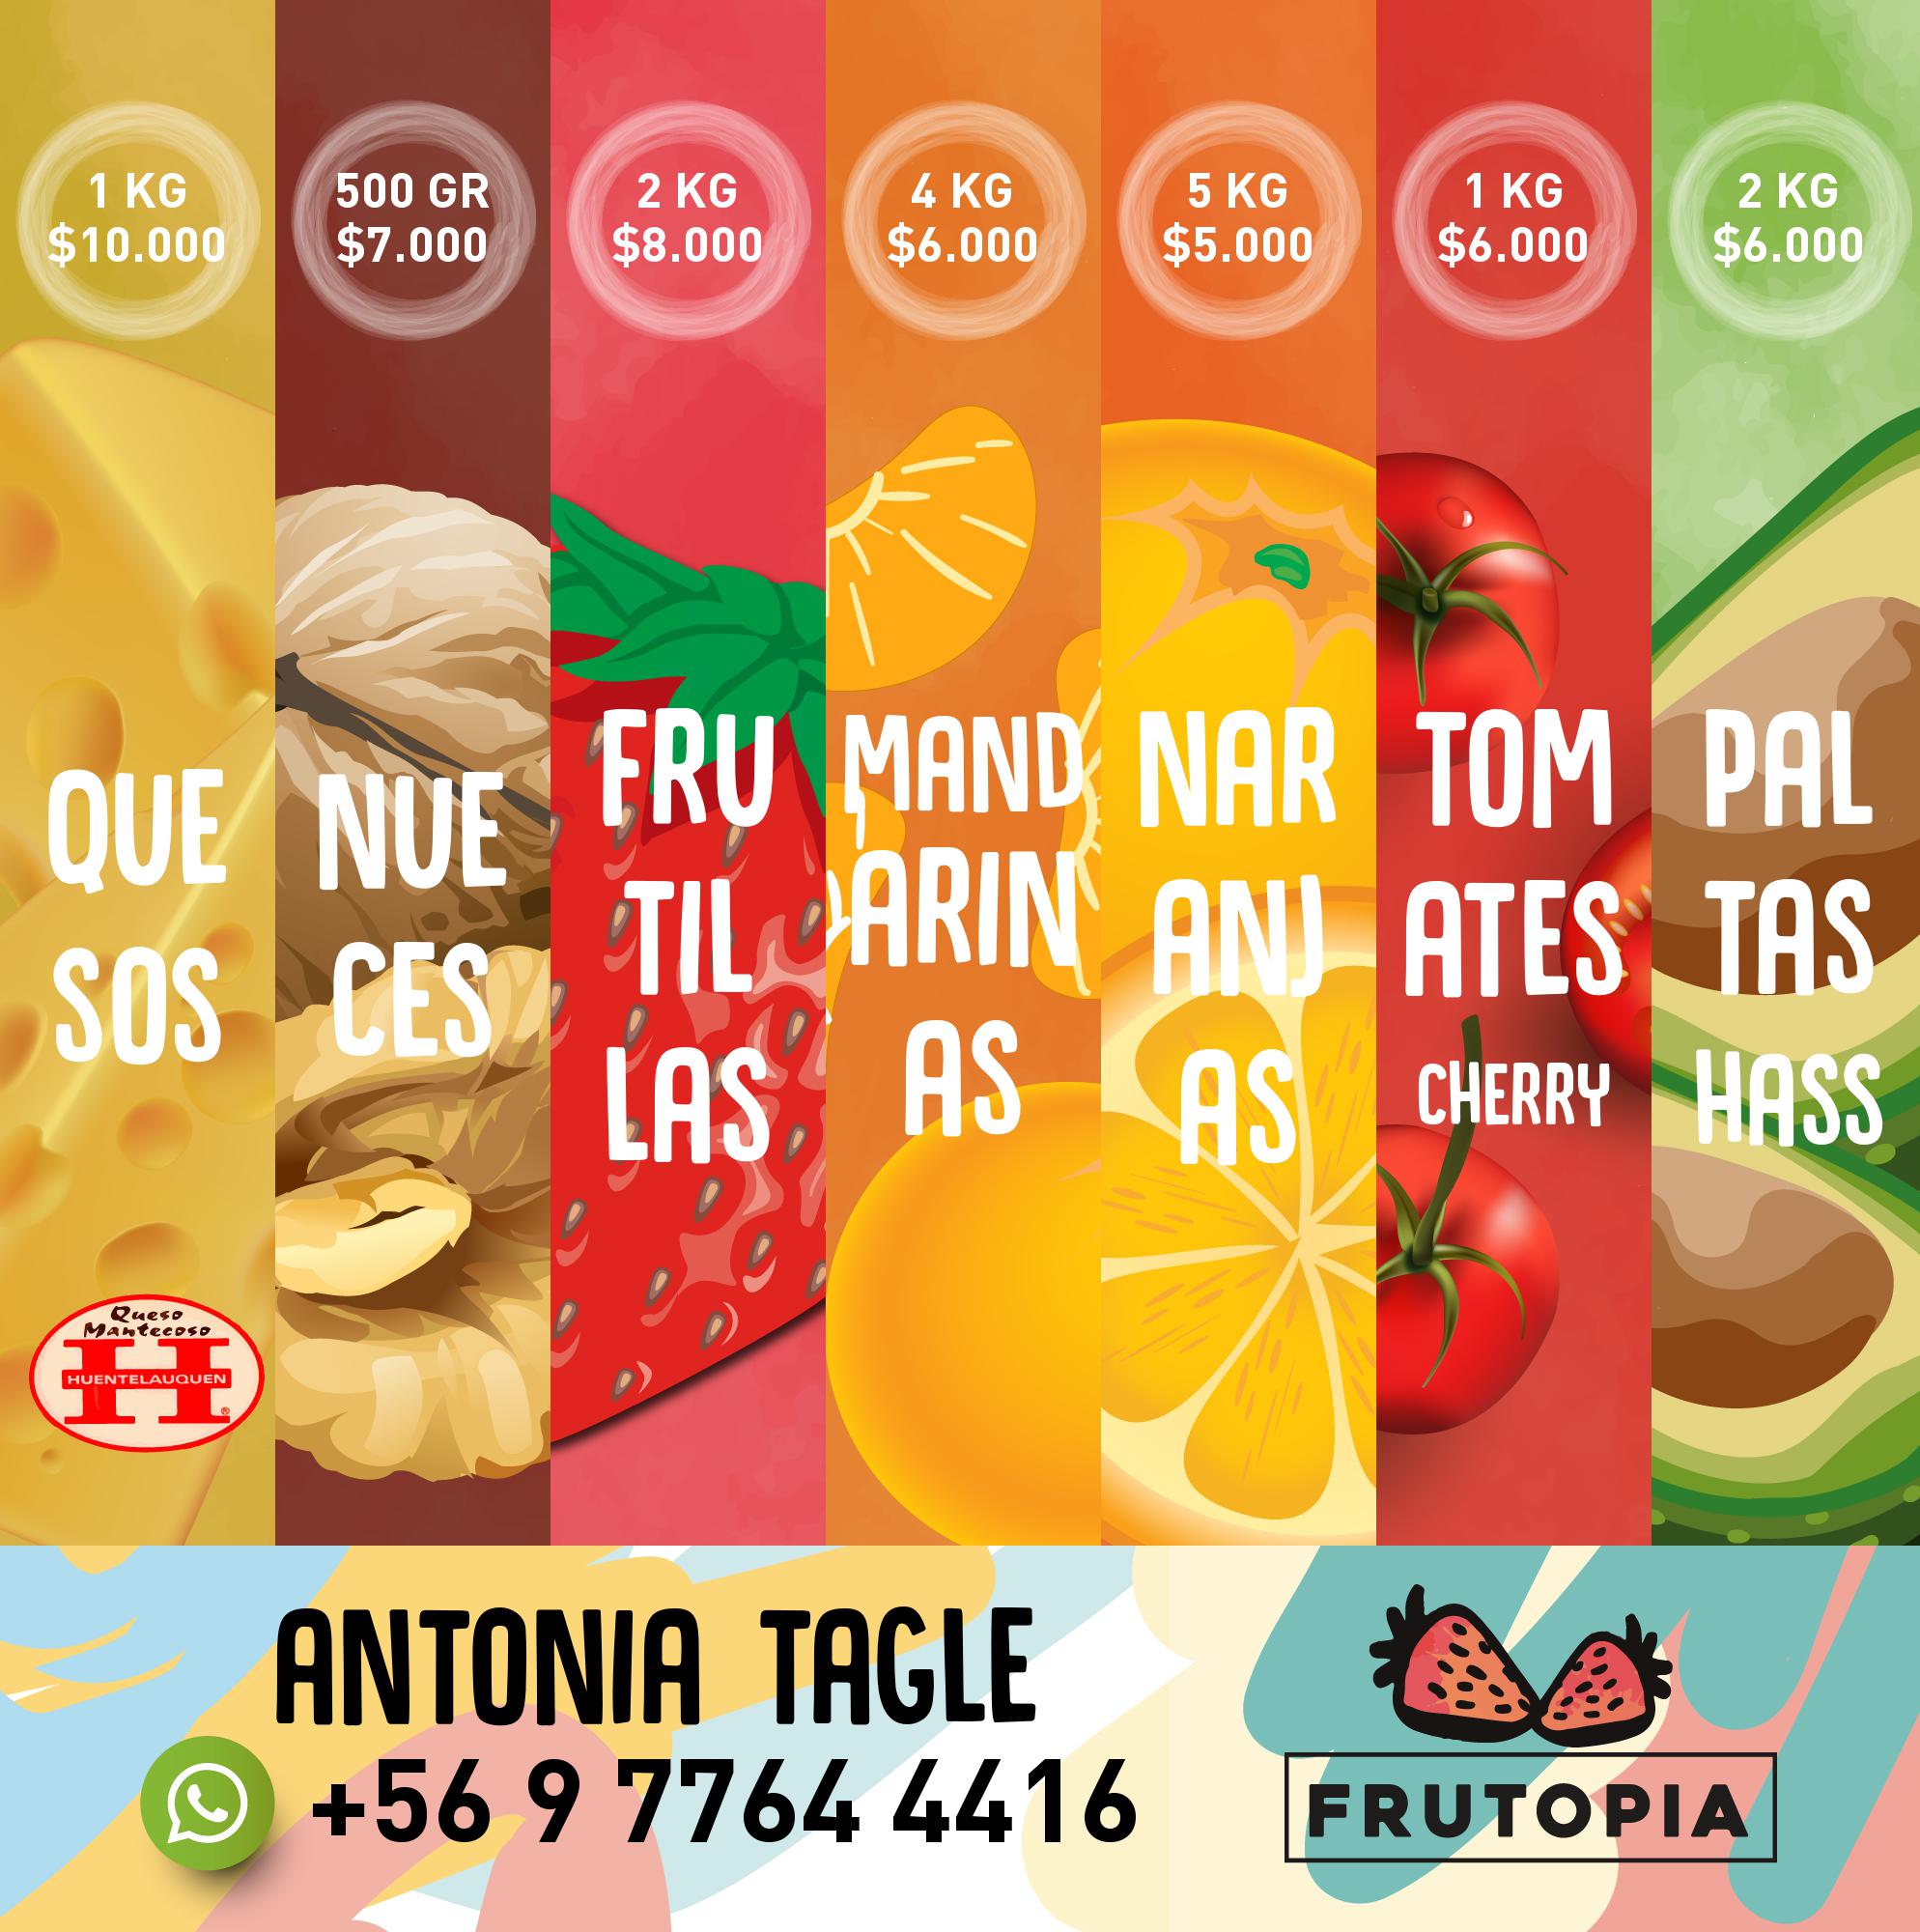 1 KG
$10.000
QUE
SOS
Queso
Mantecoso
HUENTELAUQUEN
®
500 GR
$7.000
NUE
CES
2 KG
$8.000
FRU
TIL
LAS
4 KG
$6.000
MAND
ARIN
AS
5 KG
$5.000
NAR
ANJ
AS
1 KG
$6.000
TOM
ATES
CHERRY
2 KG
$6.000
PAL
TAS
HASS
ANTONIA TAGLE
+56 9 7764 4416
FRUTOPIA